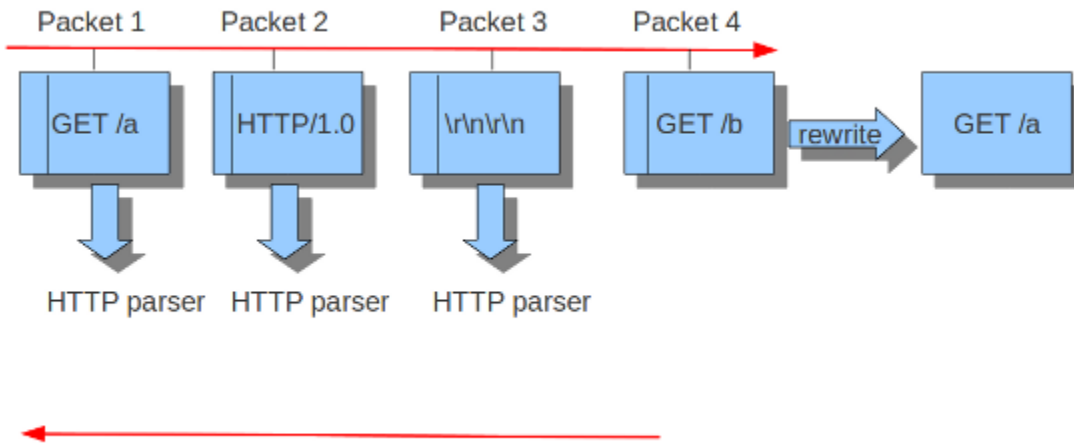 Packet 1
Packet 2
Packet 3
Packet 4
GET /a
HTTP/1.0
\r\n\r\n
GET /b
rewrite
GET /a
HTTP parser
HTTP parser
HTTP parser